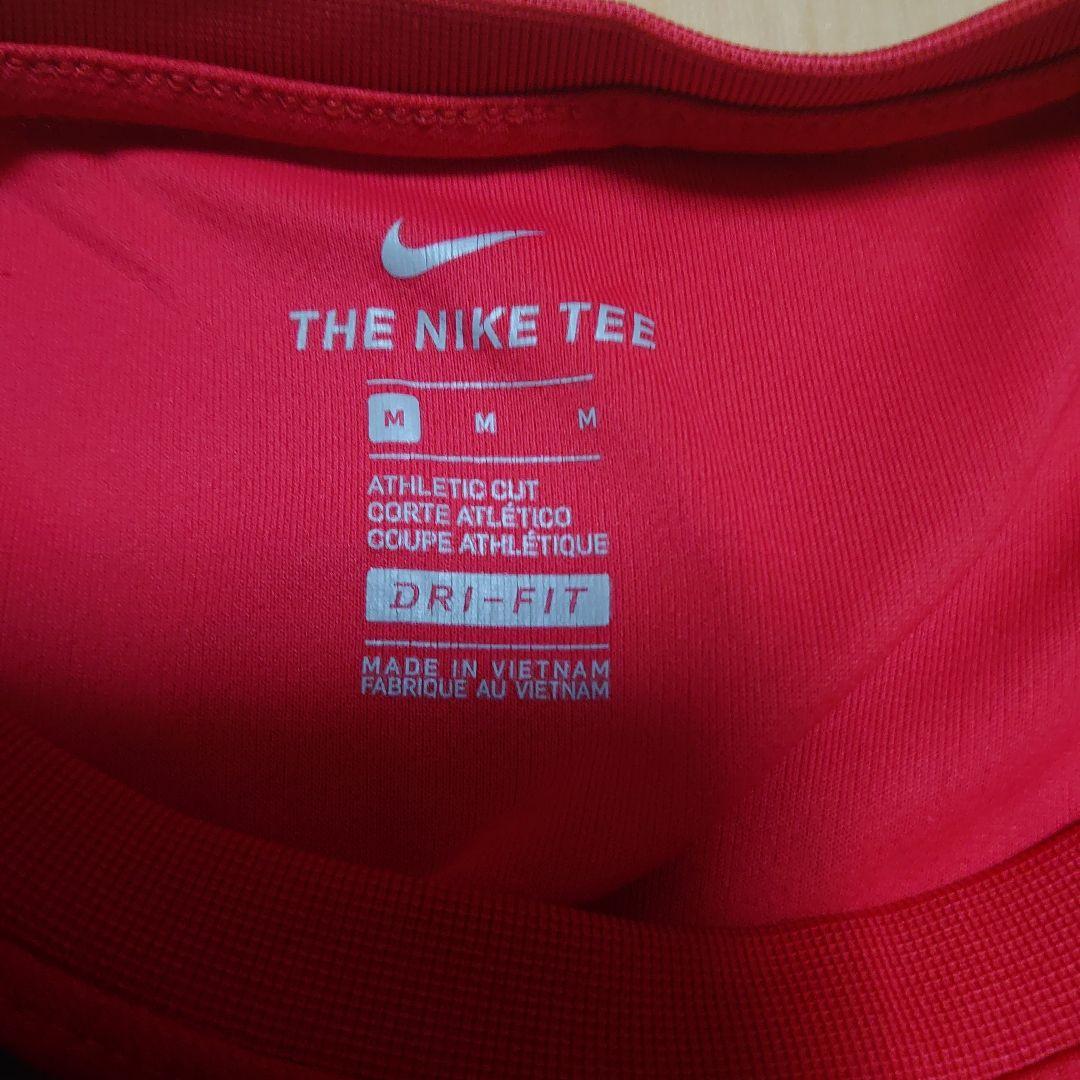 THE NIKE TEE
M M M
ATHLETIC CUT
CORTE ATLÉTICO
COUPE ATHLÉTIQUE
DRI-FIT
MADE IN VIETNAM
FABRIQUE AU VIETNAM